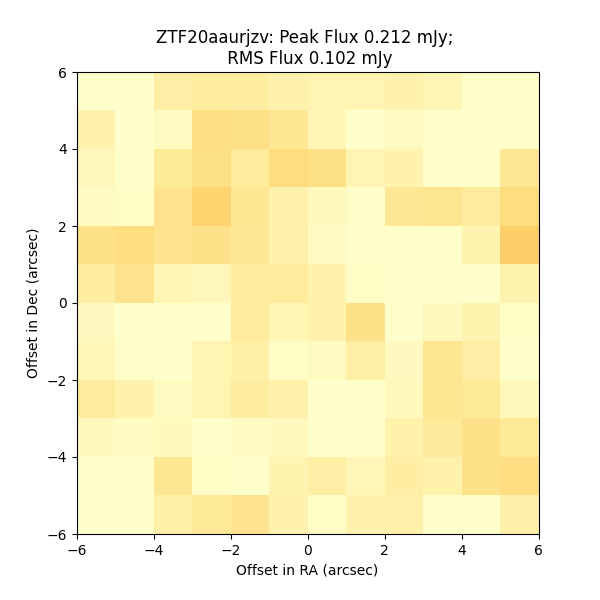 ZTF20aaurjzv: Peak Flux 0.212 mJy;
RMS Flux 0.102 mJy
6
4
2
0
−2
−4
−6
Offset in Dec (arcsec)
−6 −4 −2 0 2 4 6
Offset in RA (arcsec)